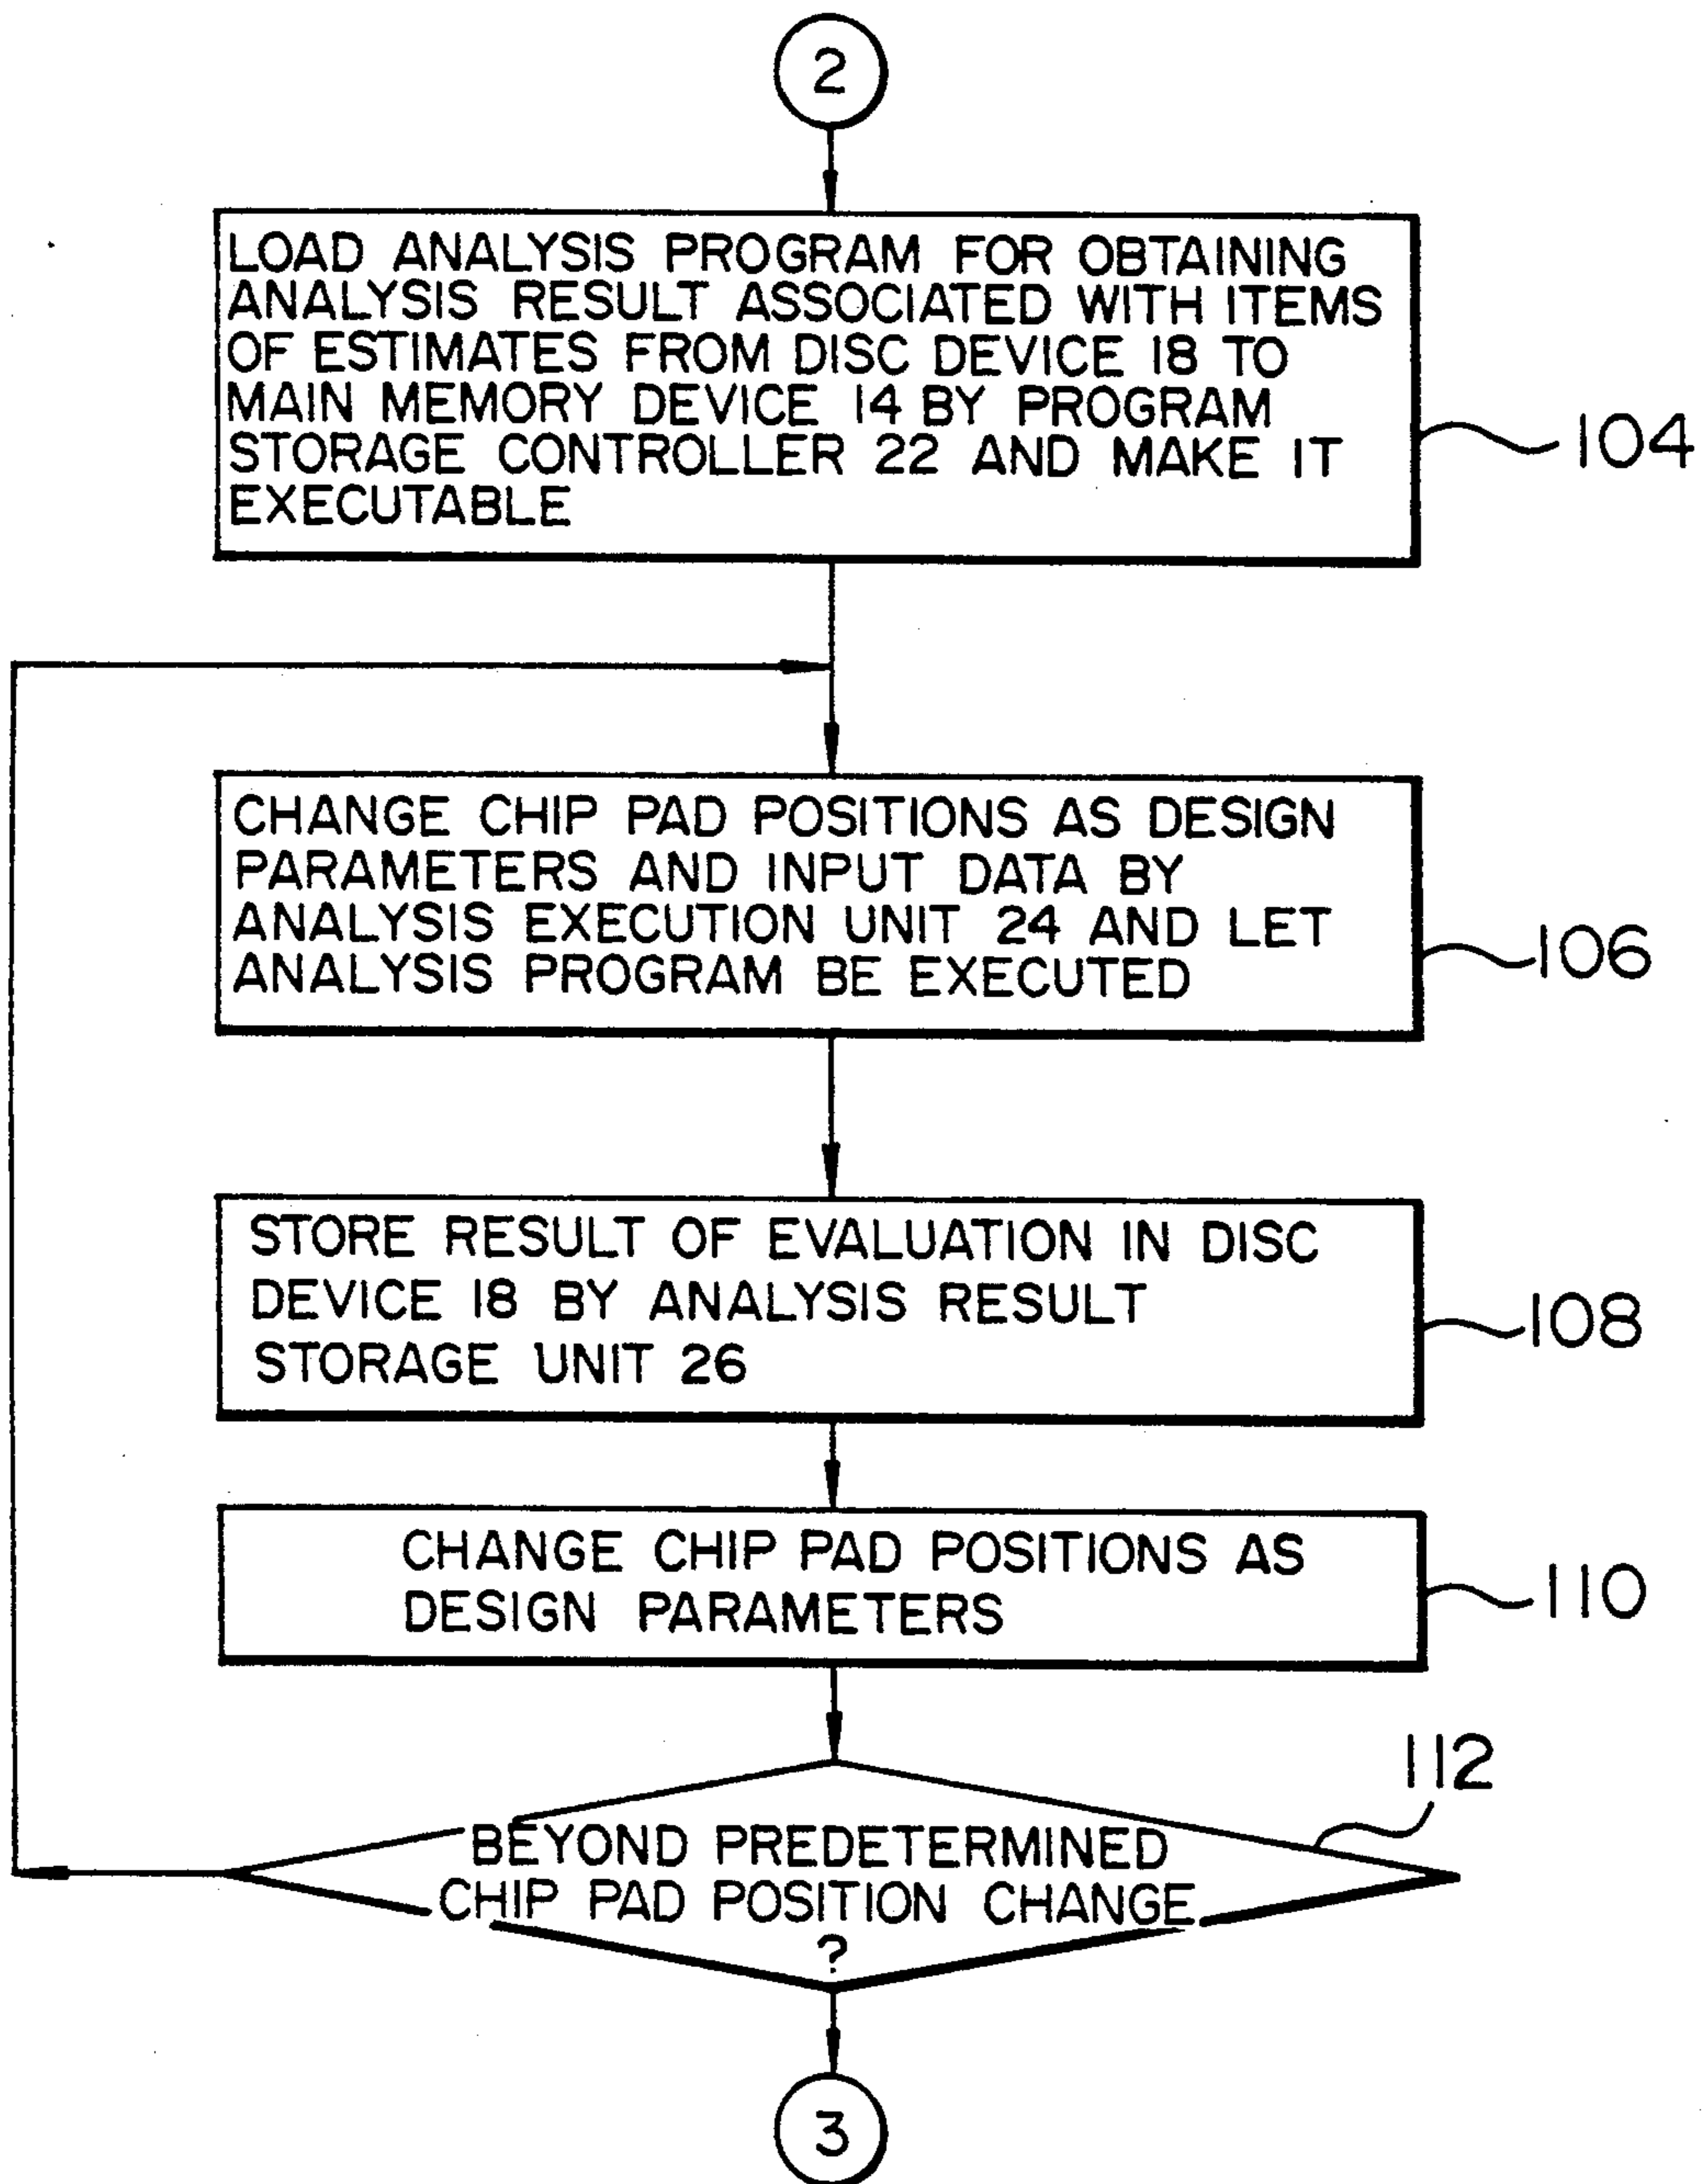 2
LOAD ANALYSIS PROGRAM FOR OBTAINING
ANALYSIS RESULT ASSOCIATED WITH ITEMS
OF ESTIMATES FROM DISC DEVICE 18 TO
MAIN MEMORY DEVICE 14 BY PROGRAM
STORAGE CONTROLLER 22 AND MAKE IT
EXECUTABLE
104
CHANGE CHIP PAD POSITIONS AS DESIGN
PARAMETERS AND INPUT DATA BY
ANALYSIS EXECUTION UNIT 24 AND LET
ANALYSIS PROGRAM BE EXECUTED
106
STORE RESULT OF EVALUATION IN DISC
DEVICE 18 BY ANALYSIS RESULT
STORAGE UNIT 26
108
CHANGE CHIP PAD POSITIONS AS
DESIGN PARAMETERS
110
112
BEYOND PREDETERMINED
CHIP PAD POSITION CHANGE
?
3